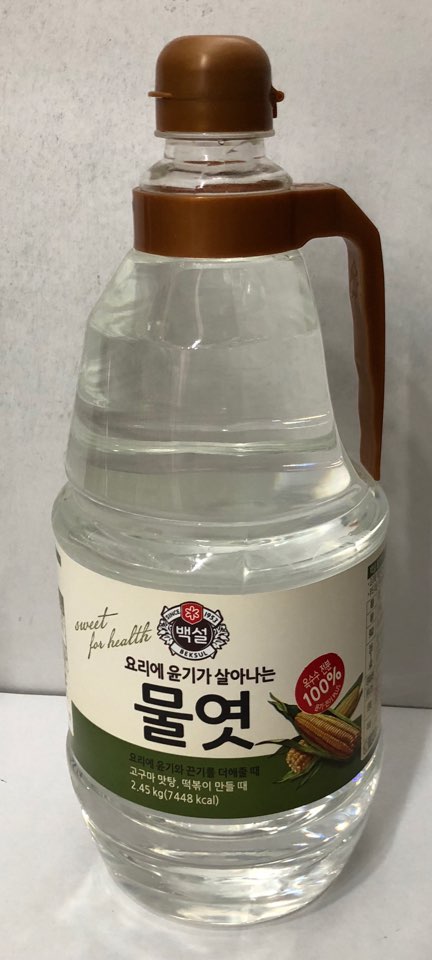 sweet
for health
SINCE 1953
백설
BEKSUL
요리에 윤기가 살아나는
물엿
옥수수 전분
100%
요리에 윤기와 끈기를 더해줄 때
고구마 맛탕, 떡볶이 만들 때
2.45 kg(7448 kcal)